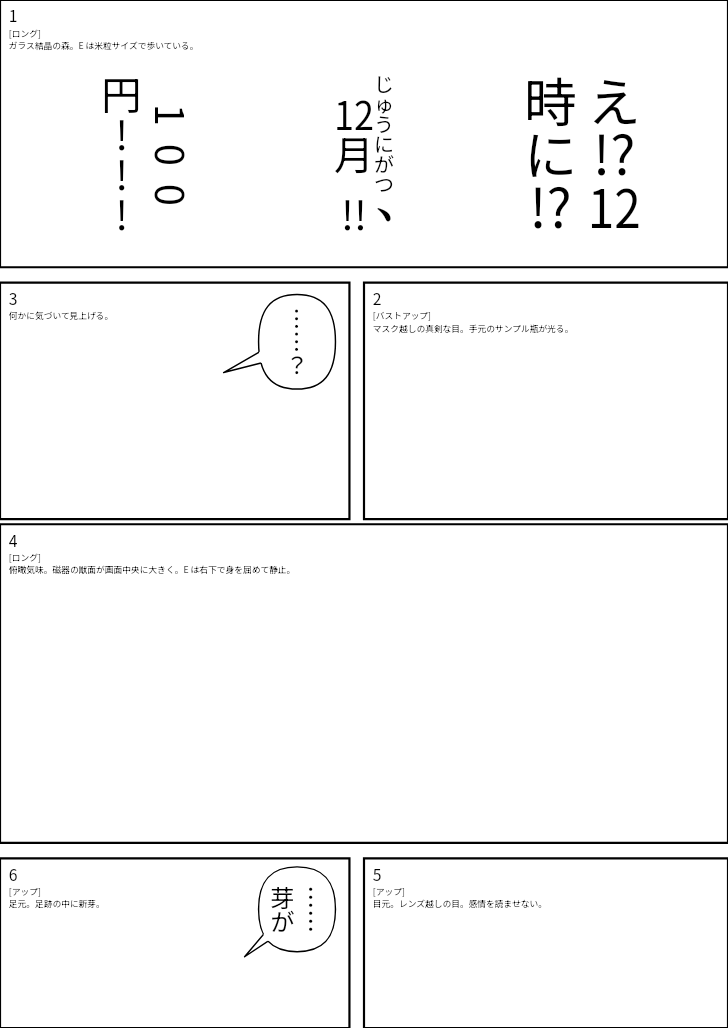 1
[ロング]
ガラス結晶の森。Eは米粒サイズで歩いている。
え!?12
時に!?
じゅうにがつ、
12月!!
100
円!!!
2
[バストアップ]
マスク越しの真剣な目。手元のサンプル瓶が光る。
3
何かに気づいて見上げる。
……?
4
[ロング]
俯瞰気味。磁器の獣面が画面中央に大きく。Eは右下で身を屈めて静止。
5
[アップ]
目元。レンズ越しの目。感情を読ませない。
6
[アップ]
足元。足跡の中に新芽。
……
芽が